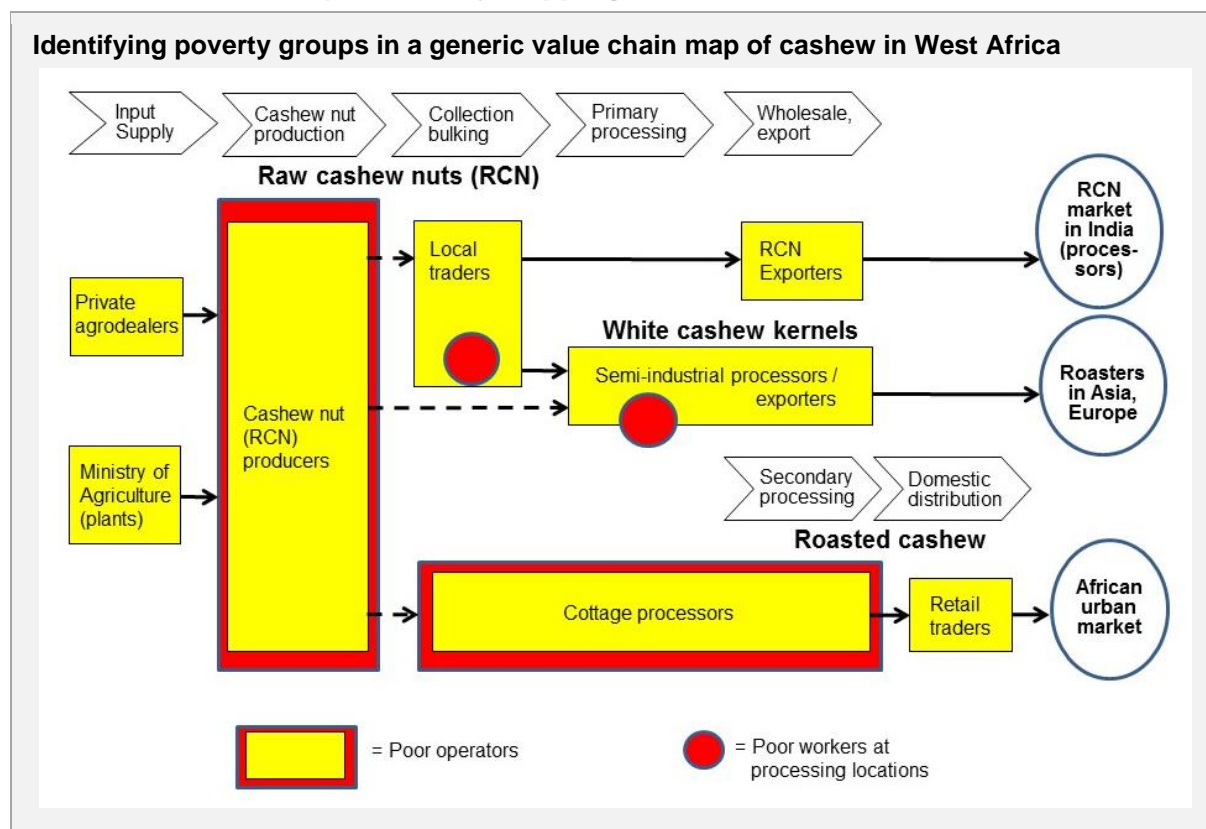 Identifying poverty groups in a generic value chain map of cashew in West Africa
Input
Supply
Cashew nut
production
Collection
bulking
Primary
processing
Wholesale,
export
Raw cashew nuts (RCN)
Private
agrodealers
Ministry of
Agriculture
(plants)
Cashew nut
(RCN)
producers
Local
traders
RCN
Exporters
RCN
market
in India
(proces-
sors)
White cashew kernels
Semi-industrial processors /
exporters
Roasters
in Asia,
Europe
Secondary
processing
Domestic
distribution
Roasted cashew
Cottage processors
Retail
traders
African
urban
market
= Poor operators
= Poor workers at
processing locations